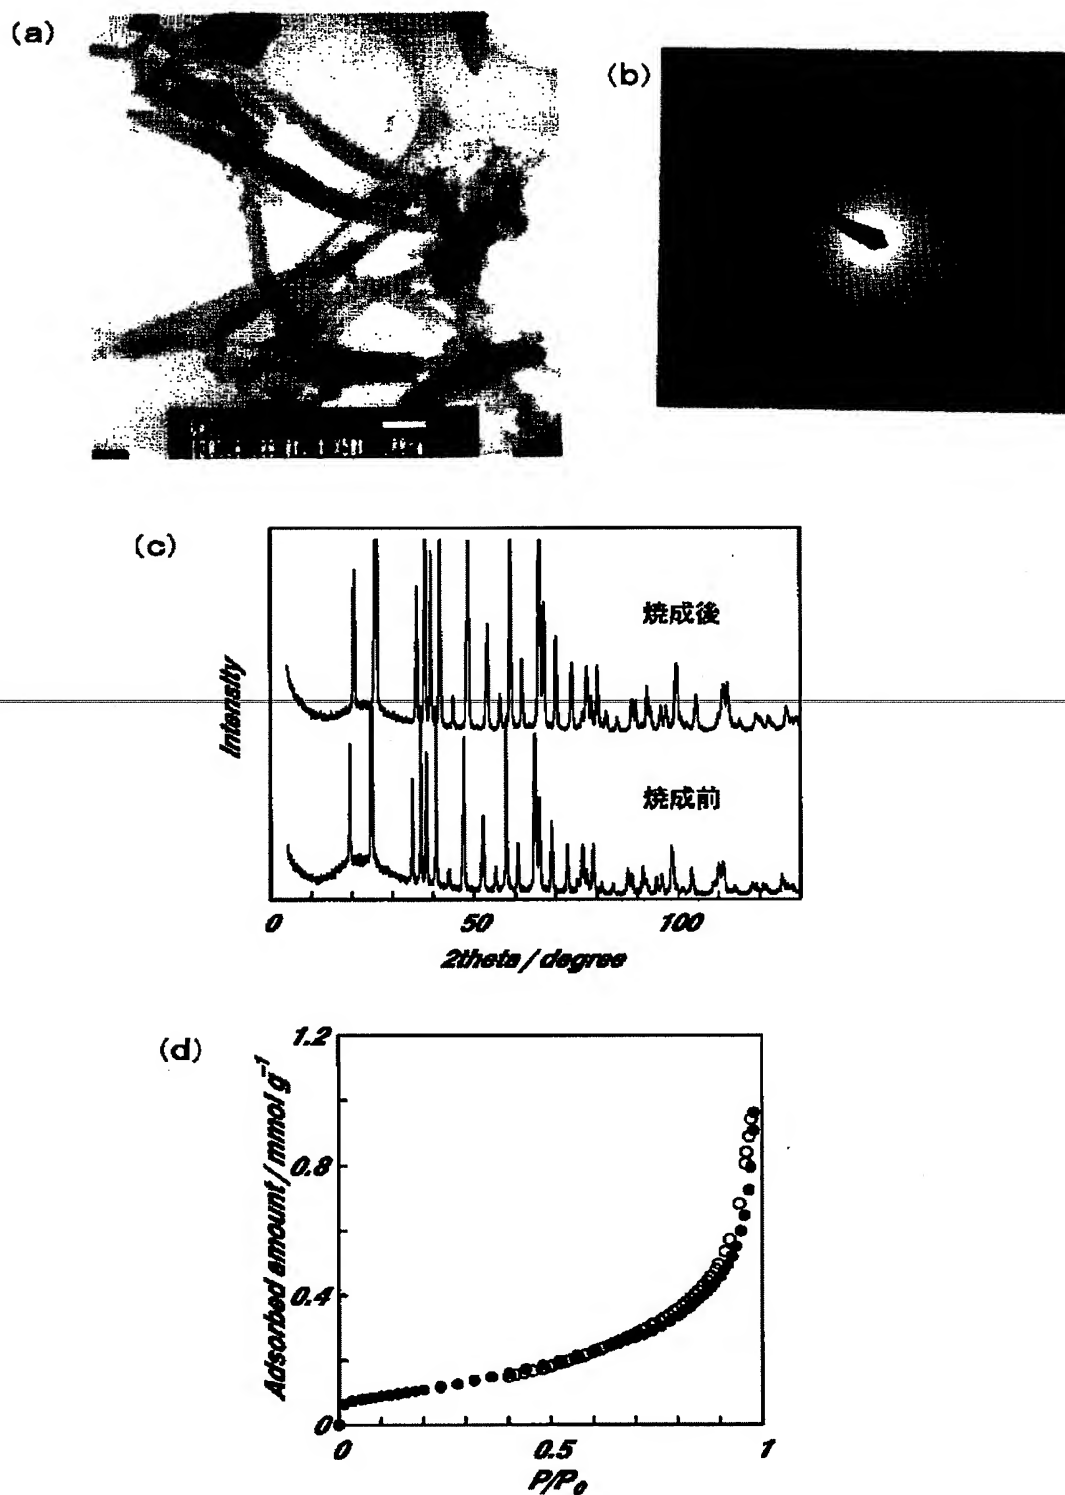 (a)
(b)
(c)
焼成後
焼成前
Intensity
0 50 100
2theta / degree
(d)
Adsorbed amount / mmol g⁻¹
1.2
0.8
0.4
0
0 0.5 1
P/P₀